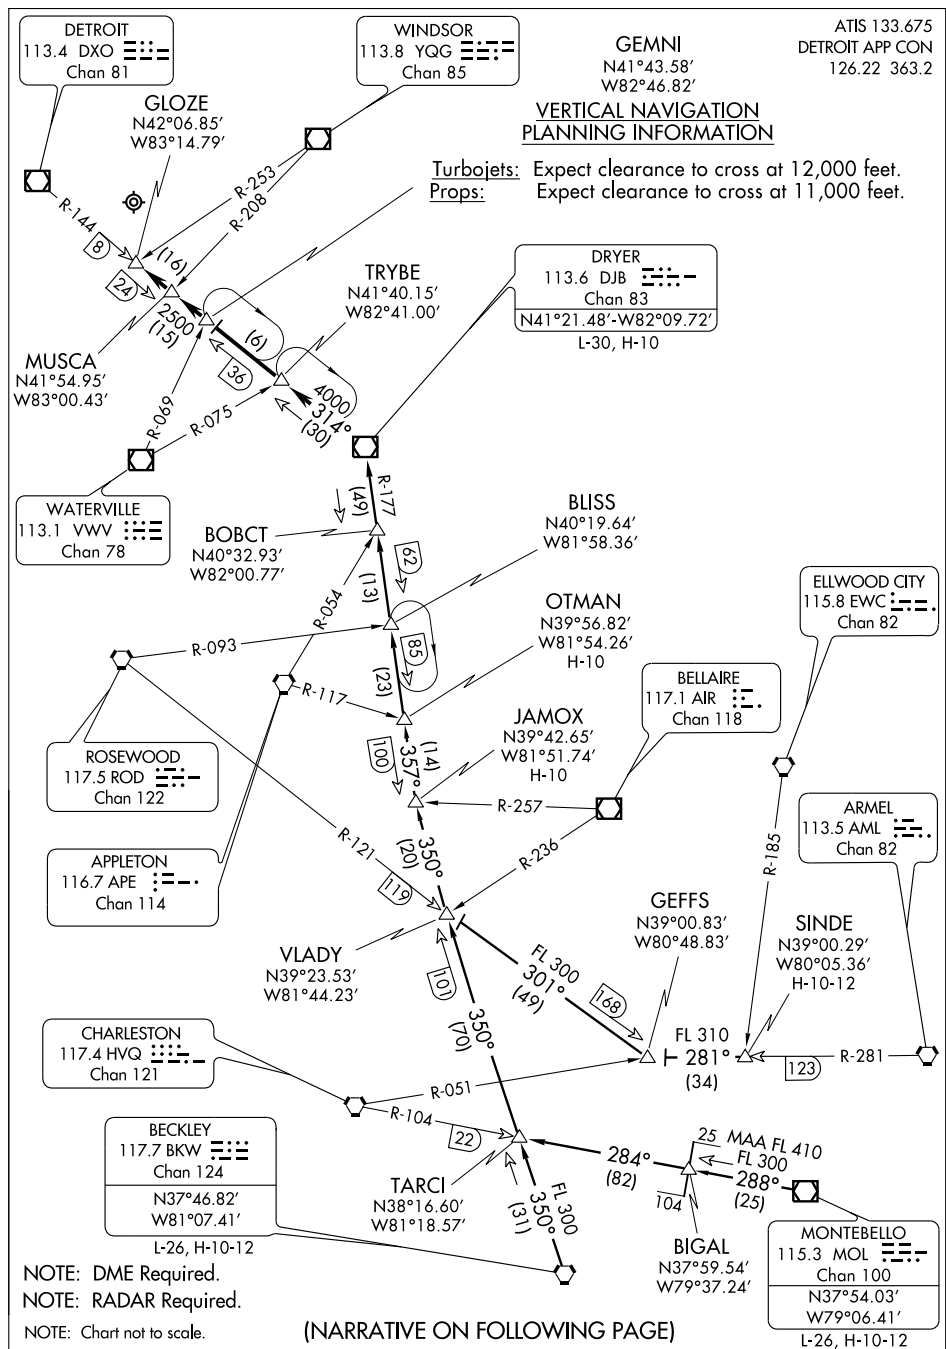 DETROIT
113.4 DXO
Chan 81
WINDSOR
113.8 YQG
Chan 85
GEMNI
N41°43.58'
W82°46.82'
ATIS 133.675
DETROIT APP CON
126.22 363.2
GLOZE
N42°06.85'
W83°14.79'
VERTICAL NAVIGATION
PLANNING INFORMATION
Turbojets: Expect clearance to cross at 12,000 feet.
Props: Expect clearance to cross at 11,000 feet.
R-253
R-208
R-144
8
24
(16)
2500
(15)
(6)
36
TRYBE
N41°40.15'
W82°41.00'
DRYER
113.6 DJB
Chan 83
N41°21.48'-W82°09.72'
L-30, H-10
MUSCA
N41°54.95'
W83°00.43'
R-069
R-075
4000
314°
(30)
WATERVILLE
113.1 VWV
Chan 78
R-177
(49)
BOBCT
N40°32.93'
W82°00.77'
BLISS
N40°19.64'
W81°58.36'
62
(13)
R-054
R-093
OTMAN
N39°56.82'
W81°54.26'
H-10
ELLWOOD CITY
115.8 EWC
Chan 82
85
(23)
R-117
BELLAIRE
117.1 AIR
Chan 118
JAMOX
N39°42.65'
W81°51.74'
H-10
ROSEWOOD
117.5 ROD
Chan 122
(14)
357°
100
R-257
ARMEL
113.5 AML
Chan 82
R-121
350°
(20)
R-236
R-185
APPLETON
116.7 APE
Chan 114
119
GEFFS
N39°00.83'
W80°48.83'
SINDE
N39°00.29'
W80°05.36'
H-10-12
VLADY
N39°23.53'
W81°44.23'
101
FL 300
301°
(49)
168
350°
(70)
CHARLESTON
117.4 HVQ
Chan 121
FL 310
281°
(34)
123
R-281
R-051
R-104
22
BECKLEY
117.7 BKW
Chan 124
N37°46.82'
W81°07.41'
L-26, H-10-12
TARCI
N38°16.60'
W81°18.57'
FL 300
350°
(31)
284°
(82)
25 MAA FL 410
FL 300
288°
(25)
104
BIGAL
N37°59.54'
W79°37.24'
MONTEBELLO
115.3 MOL
Chan 100
N37°54.03'
W79°06.41'
L-26, H-10-12
NOTE: DME Required.
NOTE: RADAR Required.
NOTE: Chart not to scale.
(NARRATIVE ON FOLLOWING PAGE)